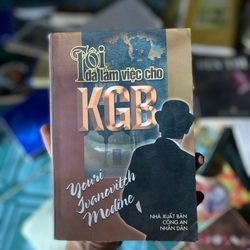 Tôi
đã làm việc cho
KGB
Youri
Ivanovitch
Modine
NHÀ XUẤT BẢN
CÔNG AN
NHÂN DÂN